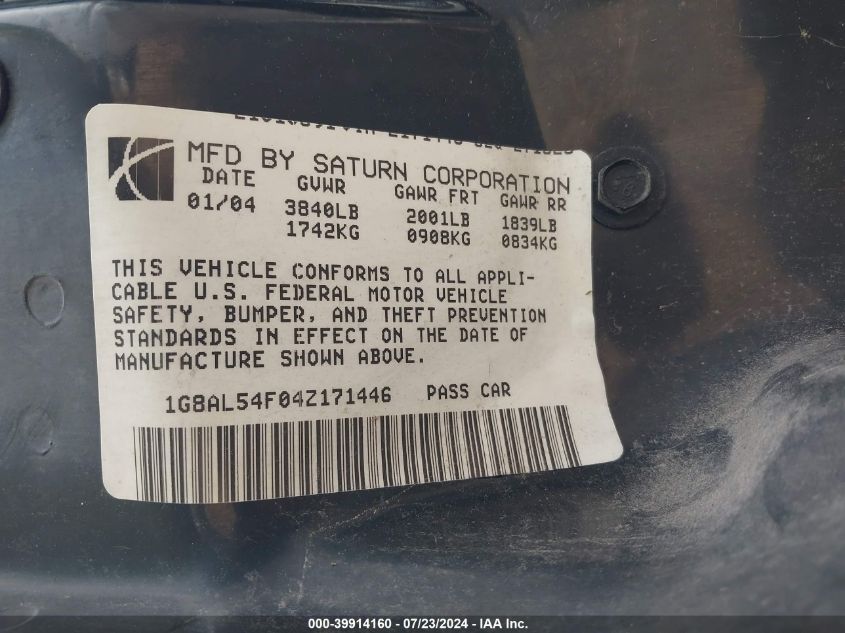 MFD BY SATURN CORPORATION
DATE GVWR GAWR FRT GAWR RR
01/04 3840LB 2001LB 1839LB
1742KG 0908KG 0834KG
THIS VEHICLE CONFORMS TO ALL APPLI-
CABLE U.S. FEDERAL MOTOR VEHICLE
SAFETY, BUMPER, AND THEFT PREVENTION
STANDARDS IN EFFECT ON THE DATE OF
MANUFACTURE SHOWN ABOVE.
1G8AL54F04Z171446 PASS CAR
000-39914160 - 07/23/2024 - IAA Inc.